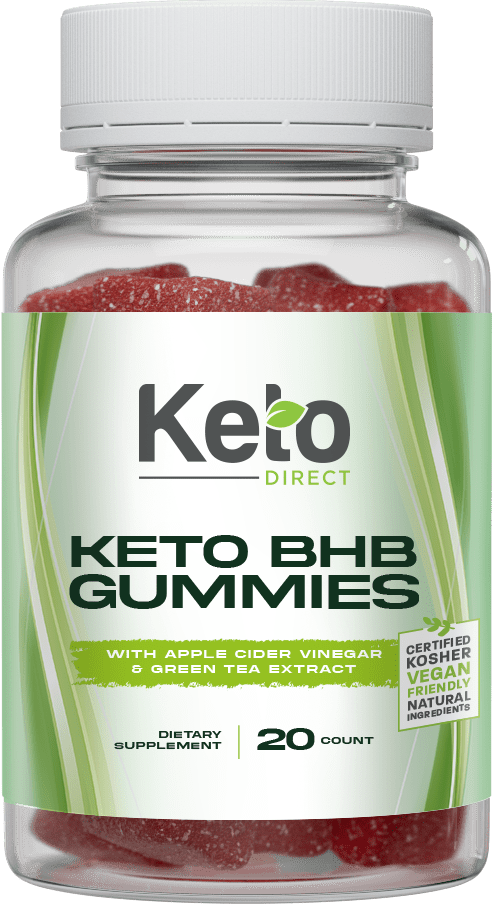 Keto
DIRECT
KETO BHB
GUMMIES
WITH APPLE CIDER VINEGAR
& GREEN TEA EXTRACT
DIETARY
SUPPLEMENT
20 COUNT
CERTIFIED
KOSHER
VEGAN
FRIENDLY
NATURAL
INGREDIENTS